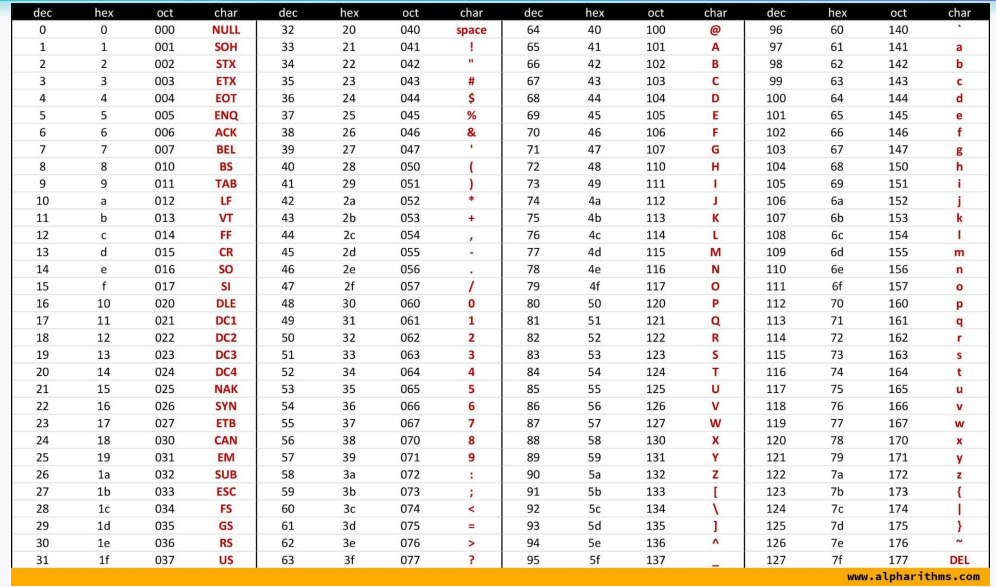 dec hex oct char dec hex oct char dec hex oct char dec hex oct char
0 0 000 NULL 32 20 040 space 64 40 100 @ 96 60 140 `
1 1 001 SOH 33 21 041 ! 65 41 101 A 97 61 141 a
2 2 002 STX 34 22 042 " 66 42 102 B 98 62 142 b
3 3 003 ETX 35 23 043 # 67 43 103 C 99 63 143 c
4 4 004 EOT 36 24 044 $ 68 44 104 D 100 64 144 d
5 5 005 ENQ 37 25 045 % 69 45 105 E 101 65 145 e
6 6 006 ACK 38 26 046 & 70 46 106 F 102 66 146 f
7 7 007 BEL 39 27 047 ' 71 47 107 G 103 67 147 g
8 8 010 BS 40 28 050 ( 72 48 110 H 104 68 150 h
9 9 011 TAB 41 29 051 ) 73 49 111 I 105 69 151 i
10 a 012 LF 42 2a 052 * 74 4a 112 J 106 6a 152 j
11 b 013 VT 43 2b 053 + 75 4b 113 K 107 6b 153 k
12 c 014 FF 44 2c 054 , 76 4c 114 L 108 6c 154 l
13 d 015 CR 45 2d 055 - 77 4d 115 M 109 6d 155 m
14 e 016 SO 46 2e 056 . 78 4e 116 N 110 6e 156 n
15 f 017 SI 47 2f 057 / 79 4f 117 O 111 6f 157 o
16 10 020 DLE 48 30 060 0 80 50 120 P 112 70 160 p
17 11 021 DC1 49 31 061 1 81 51 121 Q 113 71 161 q
18 12 022 DC2 50 32 062 2 82 52 122 R 114 72 162 r
19 13 023 DC3 51 33 063 3 83 53 123 S 115 73 163 s
20 14 024 DC4 52 34 064 4 84 54 124 T 116 74 164 t
21 15 025 NAK 53 35 065 5 85 55 125 U 117 75 165 u
22 16 026 SYN 54 36 066 6 86 56 126 V 118 76 166 v
23 17 027 ETB 55 37 067 7 87 57 127 W 119 77 167 w
24 18 030 CAN 56 38 070 8 88 58 130 X 120 78 170 x
25 19 031 EM 57 39 071 9 89 59 131 Y 121 79 171 y
26 1a 032 SUB 58 3a 072 : 90 5a 132 Z 122 7a 172 z
27 1b 033 ESC 59 3b 073 ; 91 5b 133 [ 123 7b 173 {
28 1c 034 FS 60 3c 074 < 92 5c 134 \ 124 7c 174 |
29 1d 035 GS 61 3d 075 = 93 5d 135 ] 125 7d 175 }
30 1e 036 RS 62 3e 076 > 94 5e 136 ^ 126 7e 176 ~
31 1f 037 US 63 3f 077 ? 95 5f 137 _ 127 7f 177 DEL
www.alpharithms.com